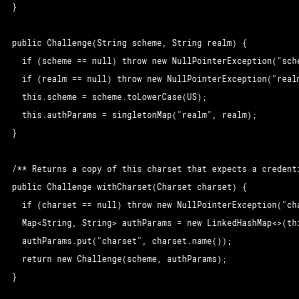 }
public Challenge(String scheme, String realm) {
if (scheme == null) throw new NullPointerException("sche
if (realm == null) throw new NullPointerException("realm
this.scheme = scheme.toLowerCase(US);
this.authParams = singletonMap("realm", realm);
}
/** Returns a copy of this charset that expects a credenti
public Challenge withCharset(Charset charset) {
if (charset == null) throw new NullPointerException("cha
Map<String, String> authParams = new LinkedHashMap<>(thi
authParams.put("charset", charset.name());
return new Challenge(scheme, authParams);
}